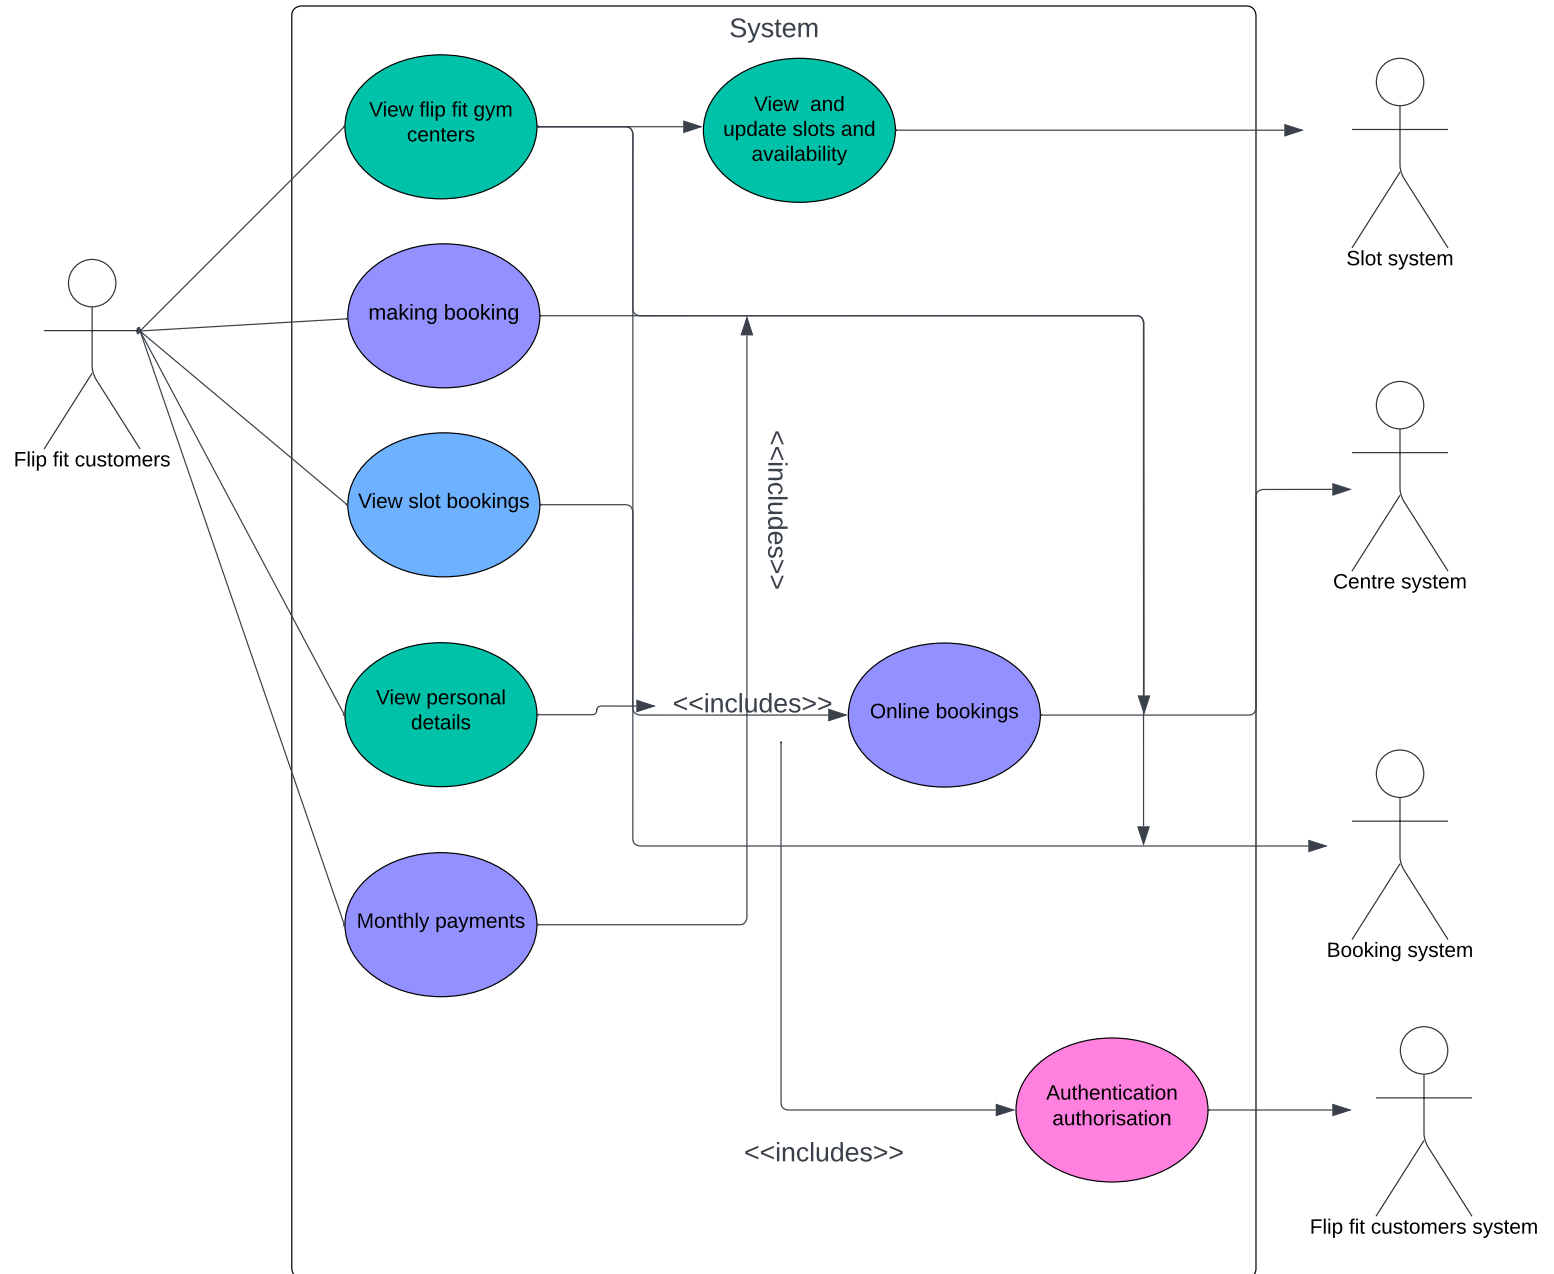 System
View flip fit gym
centers
View  and
update slots and
availability
Slot system
making booking
Flip fit customers
<<includes>>
View slot bookings
Centre system
View personal
details
<<includes>>
Online bookings
Monthly payments
Booking system
Authentication
authorisation
<<includes>>
Flip fit customers system